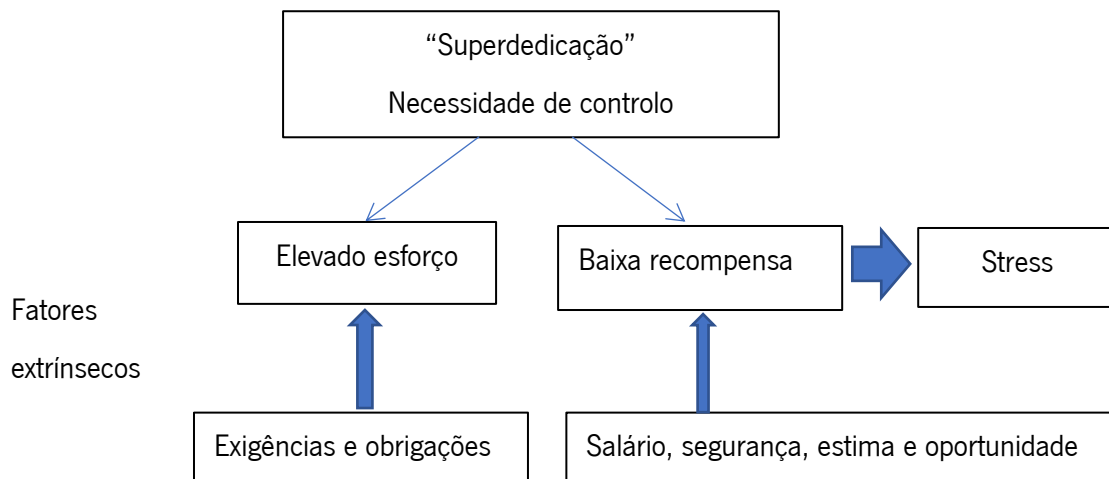 “Superdedicação”
Necessidade de controlo
Elevado esforço
Baixa recompensa
Stress
Fatores
extrínsecos
Exigências e obrigações
Salário, segurança, estima e oportunidade